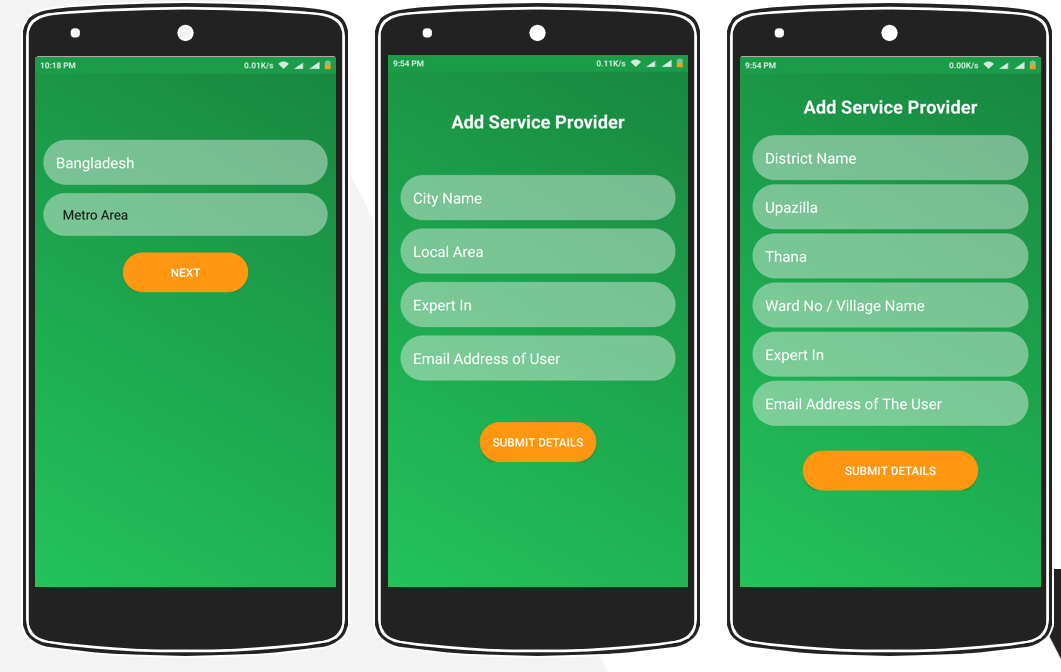 10:18 PM 0.01K/s
Bangladesh
Metro Area
NEXT
9:54 PM 0.11K/s
Add Service Provider
City Name
Local Area
Expert In
Email Address of User
SUBMIT DETAILS
9:54 PM 0.00K/s
Add Service Provider
District Name
Upazilla
Thana
Ward No / Village Name
Expert In
Email Address of The User
SUBMIT DETAILS